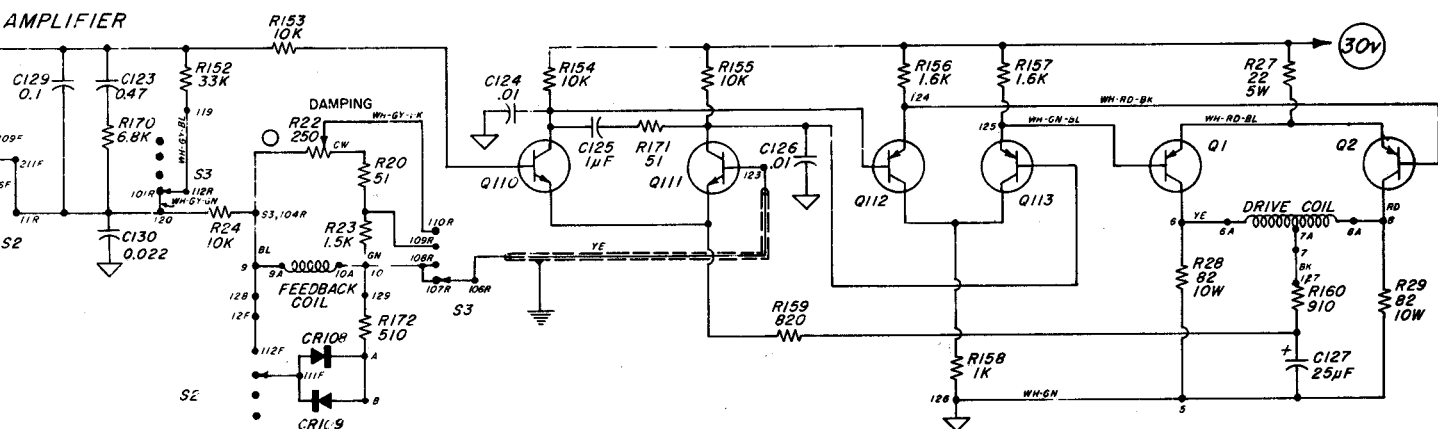 AMPLIFIER
R153
10K
30V
C129
0.1
C123
0.47
R152
33K
119
WH-GY-BL
R170
6.8K
109F
211F
11R
S2
101R
112R
S3
WH-GY-GN
120
C130
0.022
R24
10K
S3,104R
DAMPING
R22
250
CW
R20
51
R23
1.5K
110R
109R
108R
107R
106R
S3
BL
9
9A
10A
GN
10
FEEDBACK
COIL
128
12F
112F
111F
S2
129
R172
510
CR108
A
B
CR109
YE
C124
.01
R154
10K
R155
10K
C125
1µF
R171
51
C126
.01
Q110
Q111
123
R156
1.6K
R157
1.6K
124
WH-RD-BK
125
WH-GN-BL
Q112
Q113
R159
820
R158
1K
126
WH-GN
5
R27
22
5W
WH-RD-BL
Q1
Q2
6
YE
6A
DRIVE COIL
7A
8A
RD
8
7
BK
127
R28
82
10W
R160
910
R29
82
10W
+
C127
25µF